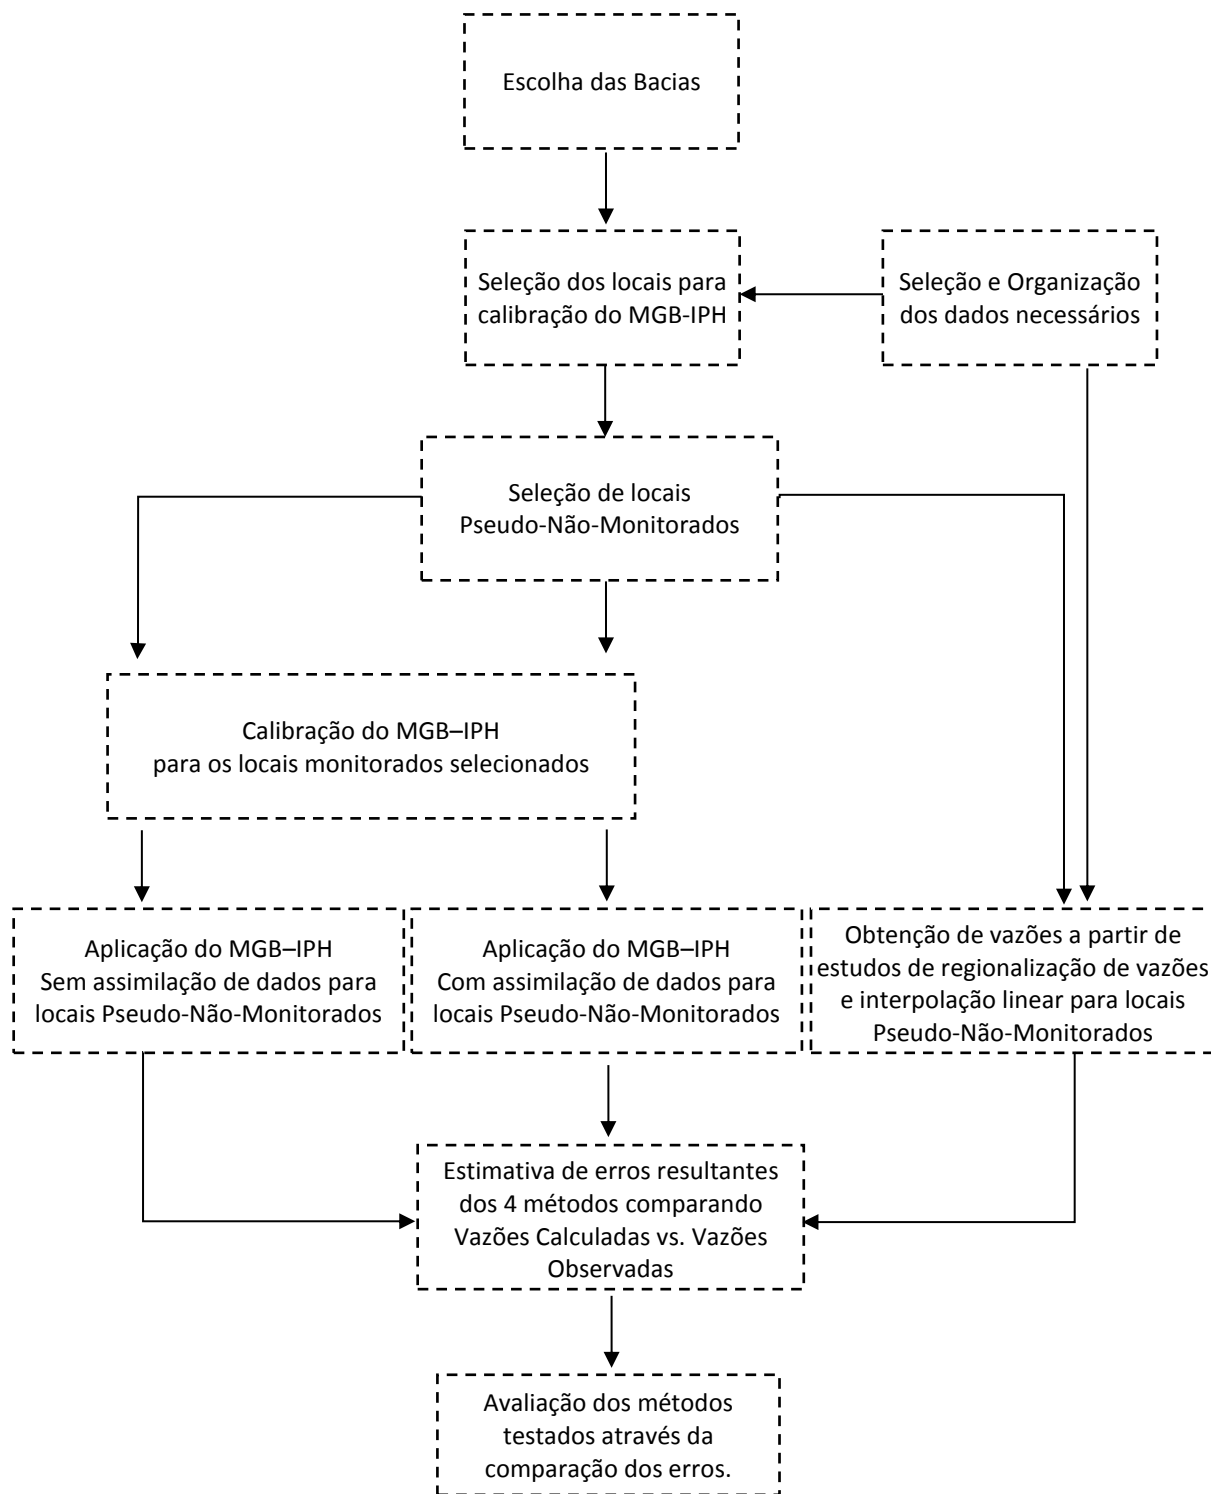 Escolha das Bacias
Seleção dos locais para
calibração do MGB-IPH
Seleção e Organização
dos dados necessários
Seleção de locais
Pseudo-Não-Monitorados
Calibração do MGB–IPH
para os locais monitorados selecionados
Aplicação do MGB–IPH
Sem assimilação de dados para
locais Pseudo-Não-Monitorados
Aplicação do MGB–IPH
Com assimilação de dados para
locais Pseudo-Não-Monitorados
Obtenção de vazões a partir de
estudos de regionalização de vazões
e interpolação linear para locais
Pseudo-Não-Monitorados
Estimativa de erros resultantes
dos 4 métodos comparando
Vazões Calculadas vs. Vazões
Observadas
Avaliação dos métodos
testados através da
comparação dos erros.